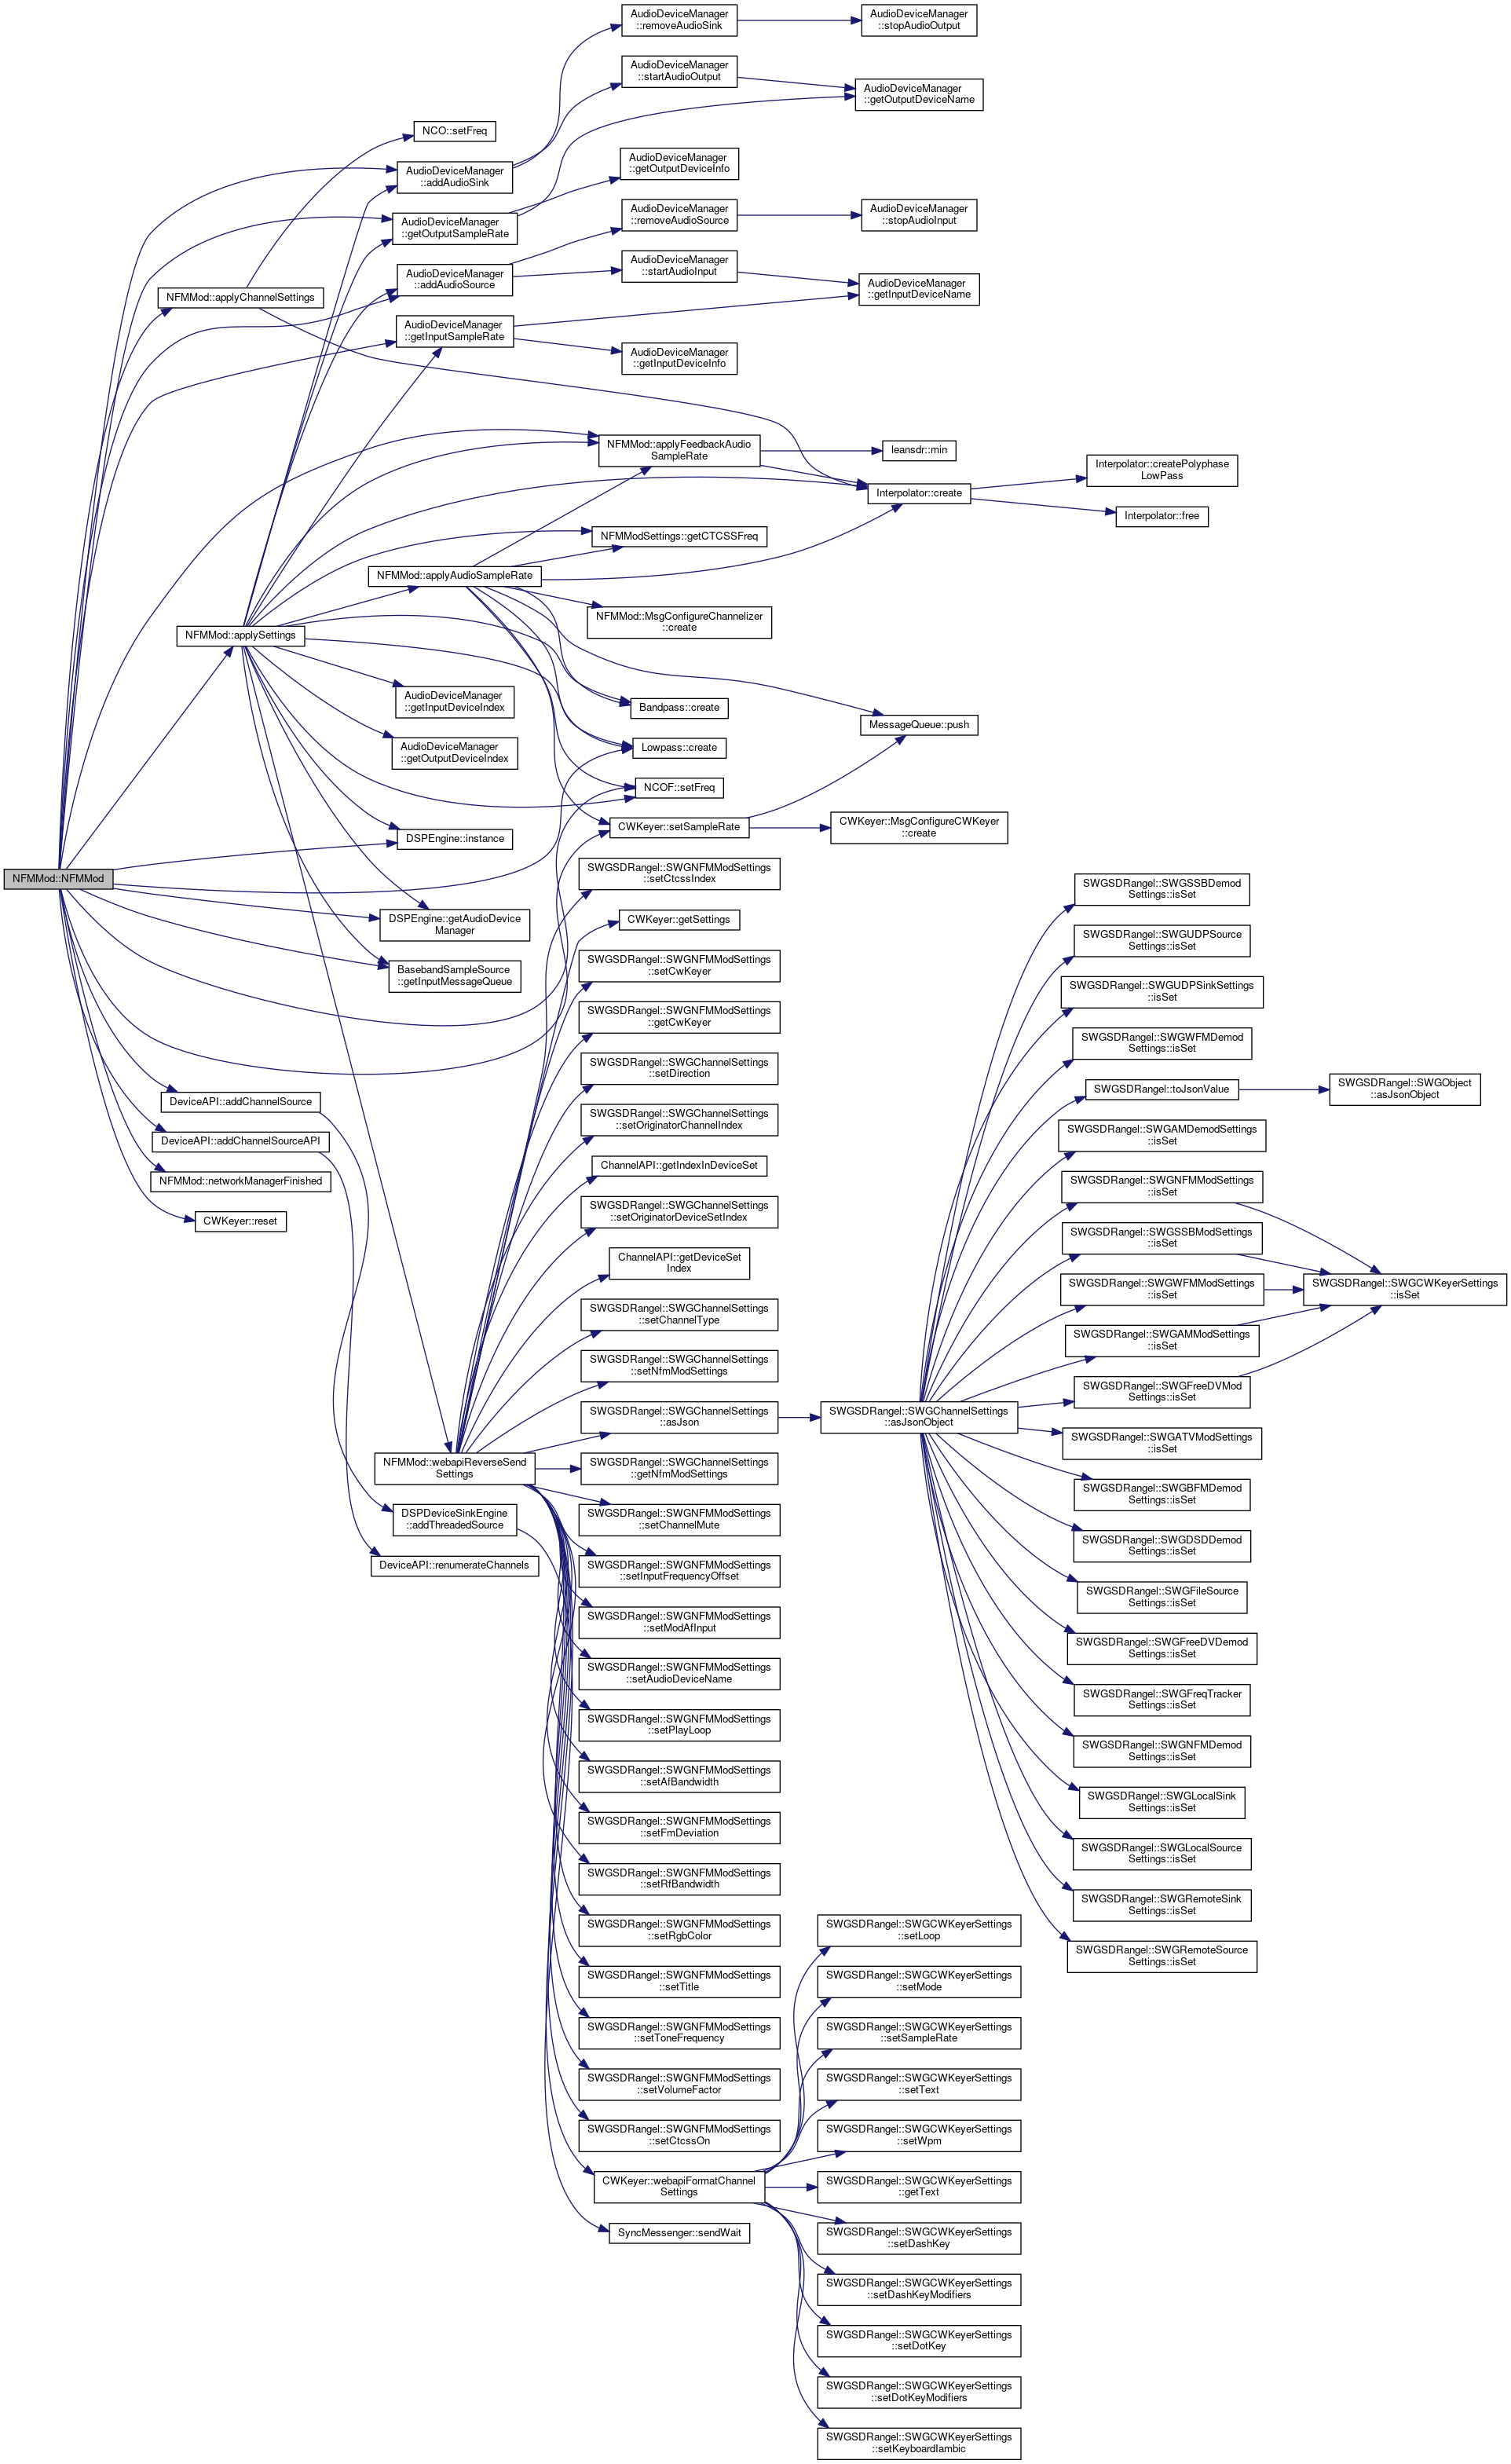 AudioDeviceManager
::removeAudioSink
AudioDeviceManager
::stopAudioOutput
AudioDeviceManager
::startAudioOutput
AudioDeviceManager
::getOutputDeviceName
NCO::setFreq
AudioDeviceManager
::addAudioSink
AudioDeviceManager
::getOutputDeviceInfo
AudioDeviceManager
::getOutputSampleRate
AudioDeviceManager
::removeAudioSource
AudioDeviceManager
::stopAudioInput
AudioDeviceManager
::addAudioSource
AudioDeviceManager
::startAudioInput
AudioDeviceManager
::getInputDeviceName
NFMMod::applyChannelSettings
AudioDeviceManager
::getInputSampleRate
AudioDeviceManager
::getInputDeviceInfo
NFMMod::applyFeedbackAudio
SampleRate
leansdr::min
Interpolator::createPolyphase
LowPass
Interpolator::create
Interpolator::free
NFMModSettings::getCTCSSFreq
NFMMod::applyAudioSampleRate
NFMMod::MsgConfigureChannelizer
::create
NFMMod::applySettings
AudioDeviceManager
::getInputDeviceIndex
Bandpass::create
MessageQueue::push
AudioDeviceManager
::getOutputDeviceIndex
Lowpass::create
NCOF::setFreq
DSPEngine::instance
CWKeyer::setSampleRate
CWKeyer::MsgConfigureCWKeyer
::create
NFMMod::NFMMod
SWGSDRangel::SWGNFMModSettings
::setCtcssIndex
SWGSDRangel::SWGSSBDemod
Settings::isSet
DSPEngine::getAudioDevice
Manager
CWKeyer::getSettings
SWGSDRangel::SWGUDPSource
Settings::isSet
BasebandSampleSource
::getInputMessageQueue
SWGSDRangel::SWGNFMModSettings
::setCwKeyer
SWGSDRangel::SWGUDPSinkSettings
::isSet
SWGSDRangel::SWGNFMModSettings
::getCwKeyer
SWGSDRangel::SWGWFMDemod
Settings::isSet
SWGSDRangel::SWGChannelSettings
::setDirection
SWGSDRangel::toJsonValue
SWGSDRangel::SWGObject
::asJsonObject
DeviceAPI::addChannelSource
SWGSDRangel::SWGChannelSettings
::setOriginatorChannelIndex
SWGSDRangel::SWGAMDemodSettings
::isSet
DeviceAPI::addChannelSourceAPI
ChannelAPI::getIndexInDeviceSet
NFMMod::networkManagerFinished
SWGSDRangel::SWGNFMModSettings
::isSet
CWKeyer::reset
SWGSDRangel::SWGChannelSettings
::setOriginatorDeviceSetIndex
SWGSDRangel::SWGSSBModSettings
::isSet
ChannelAPI::getDeviceSet
Index
SWGSDRangel::SWGWFMModSettings
::isSet
SWGSDRangel::SWGCWKeyerSettings
::isSet
SWGSDRangel::SWGChannelSettings
::setChannelType
SWGSDRangel::SWGAMModSettings
::isSet
SWGSDRangel::SWGChannelSettings
::setNfmModSettings
SWGSDRangel::SWGFreeDVMod
Settings::isSet
SWGSDRangel::SWGChannelSettings
::asJson
SWGSDRangel::SWGChannelSettings
::asJsonObject
SWGSDRangel::SWGATVModSettings
::isSet
NFMMod::webapiReverseSend
Settings
SWGSDRangel::SWGChannelSettings
::getNfmModSettings
SWGSDRangel::SWGBFMDemod
Settings::isSet
DSPDeviceSinkEngine
::addThreadedSource
SWGSDRangel::SWGNFMModSettings
::setChannelMute
SWGSDRangel::SWGDSDDemod
Settings::isSet
DeviceAPI::renumerateChannels
SWGSDRangel::SWGNFMModSettings
::setInputFrequencyOffset
SWGSDRangel::SWGFileSource
Settings::isSet
SWGSDRangel::SWGNFMModSettings
::setModAfInput
SWGSDRangel::SWGFreeDVDemod
Settings::isSet
SWGSDRangel::SWGNFMModSettings
::setAudioDeviceName
SWGSDRangel::SWGFreqTracker
Settings::isSet
SWGSDRangel::SWGNFMModSettings
::setPlayLoop
SWGSDRangel::SWGNFMDemod
Settings::isSet
SWGSDRangel::SWGNFMModSettings
::setAfBandwidth
SWGSDRangel::SWGLocalSink
Settings::isSet
SWGSDRangel::SWGNFMModSettings
::setFmDeviation
SWGSDRangel::SWGLocalSource
Settings::isSet
SWGSDRangel::SWGNFMModSettings
::setRfBandwidth
SWGSDRangel::SWGRemoteSink
Settings::isSet
SWGSDRangel::SWGNFMModSettings
::setRgbColor
SWGSDRangel::SWGCWKeyerSettings
::setLoop
SWGSDRangel::SWGRemoteSource
Settings::isSet
SWGSDRangel::SWGNFMModSettings
::setTitle
SWGSDRangel::SWGCWKeyerSettings
::setMode
SWGSDRangel::SWGNFMModSettings
::setToneFrequency
SWGSDRangel::SWGCWKeyerSettings
::setSampleRate
SWGSDRangel::SWGNFMModSettings
::setVolumeFactor
SWGSDRangel::SWGCWKeyerSettings
::setText
SWGSDRangel::SWGNFMModSettings
::setCtcssOn
SWGSDRangel::SWGCWKeyerSettings
::setWpm
CWKeyer::webapiFormatChannel
Settings
SWGSDRangel::SWGCWKeyerSettings
::getText
SyncMessenger::sendWait
SWGSDRangel::SWGCWKeyerSettings
::setDashKey
SWGSDRangel::SWGCWKeyerSettings
::setDashKeyModifiers
SWGSDRangel::SWGCWKeyerSettings
::setDotKey
SWGSDRangel::SWGCWKeyerSettings
::setDotKeyModifiers
SWGSDRangel::SWGCWKeyerSettings
::setKeyboardIambic